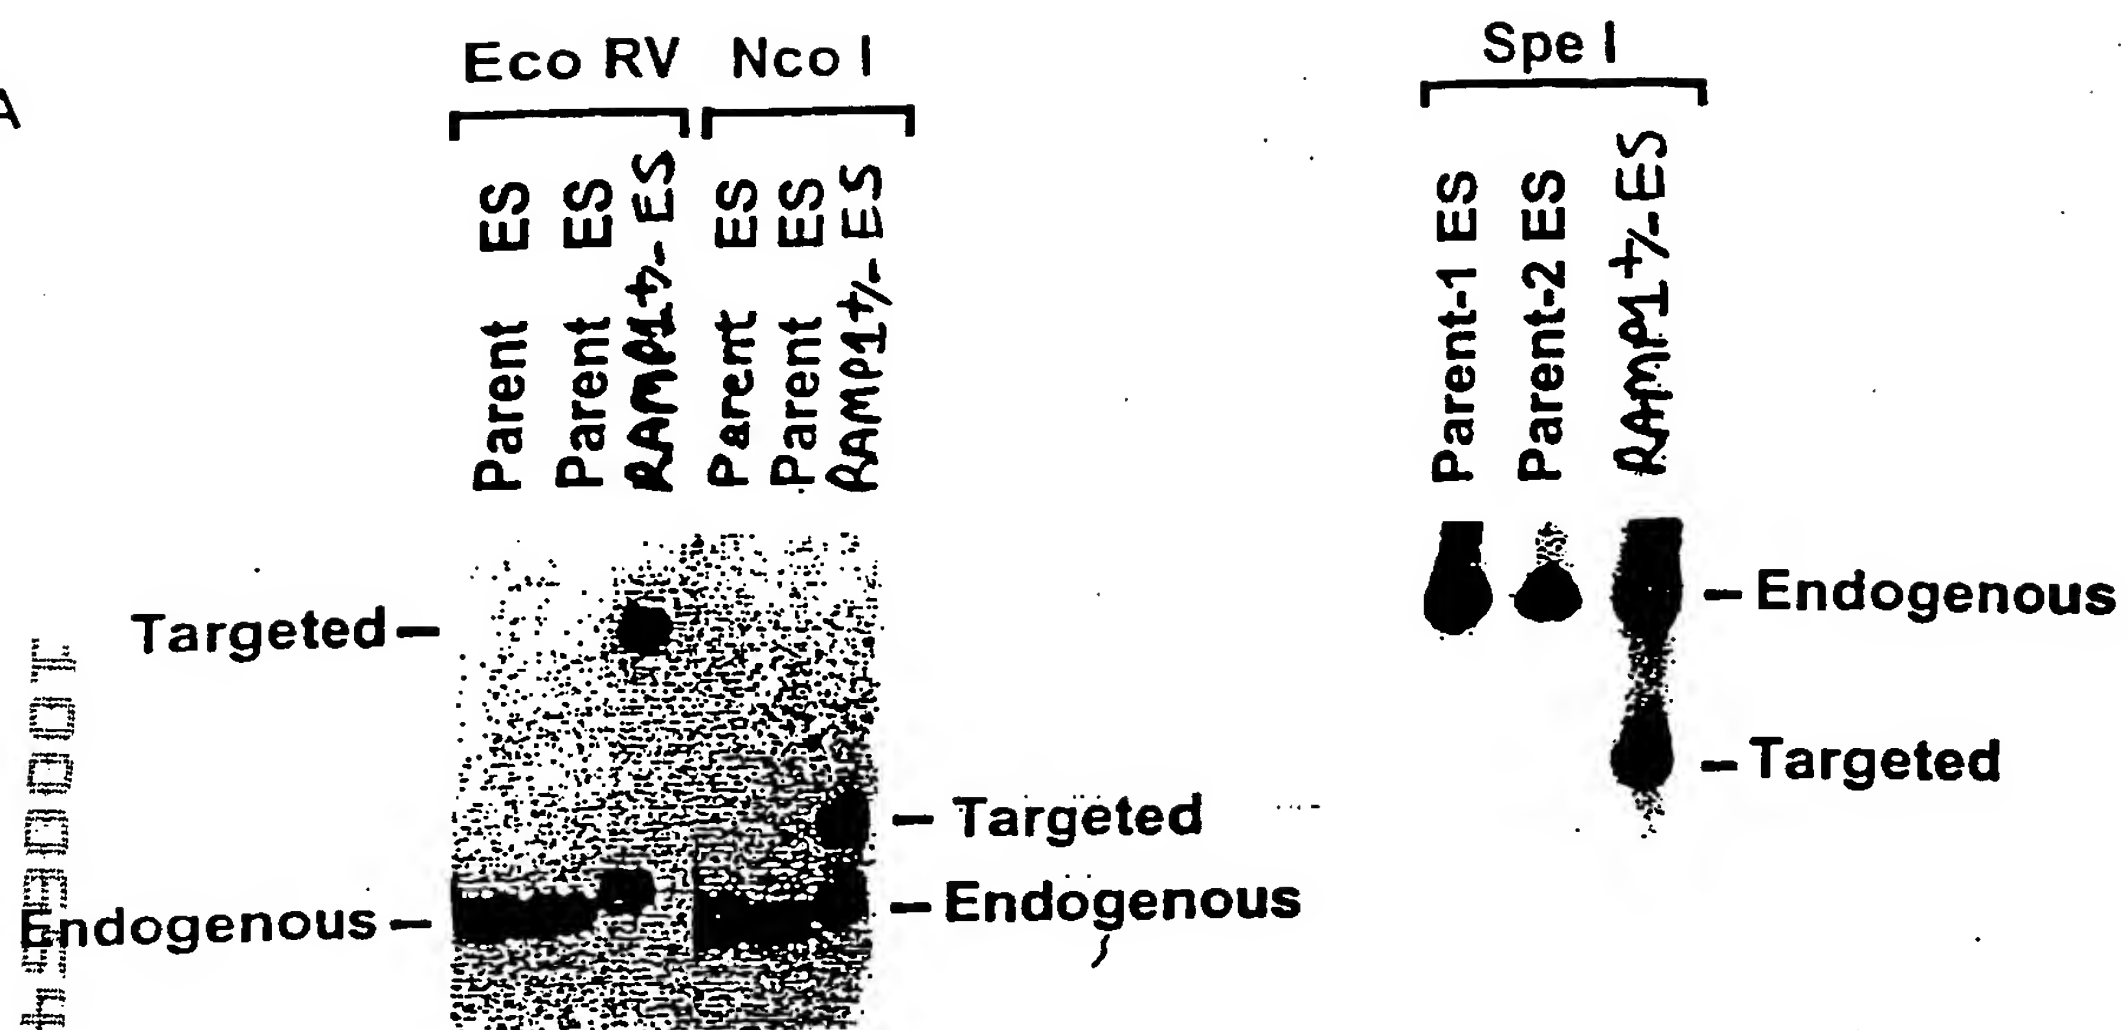 A
Eco RV Nco I
Parent ES
Parent ES
RAMP1+/- ES
Parent ES
Parent ES
RAMP1+/- ES
Targeted –
Endogenous –
– Targeted
– Endogenous
Spe I
Parent-1 ES
Parent-2 ES
RAMP1+/- ES
– Endogenous
– Targeted